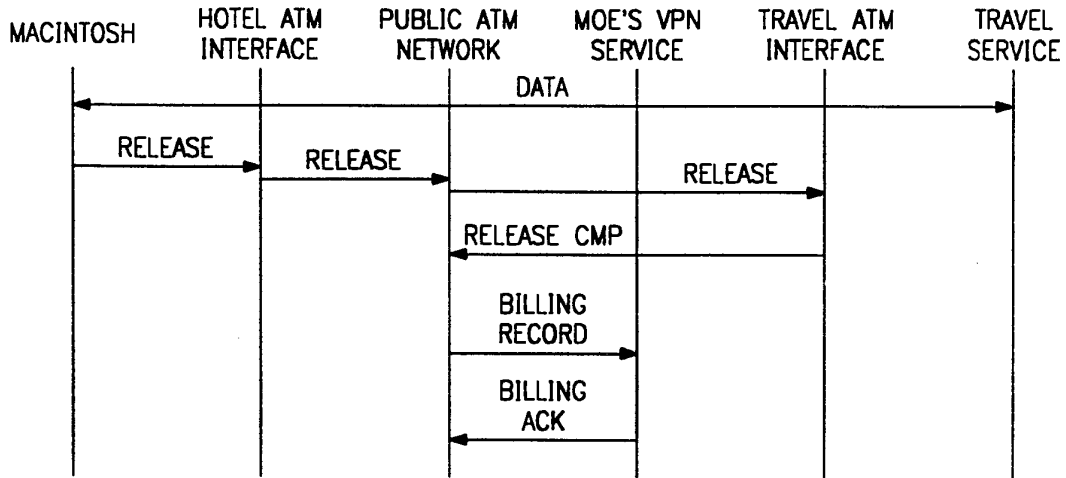 MACINTOSH
HOTEL ATM
INTERFACE
PUBLIC ATM
NETWORK
MOE'S VPN
SERVICE
TRAVEL ATM
INTERFACE
TRAVEL
SERVICE
DATA
RELEASE
RELEASE
RELEASE
RELEASE CMP
BILLING
RECORD
BILLING
ACK